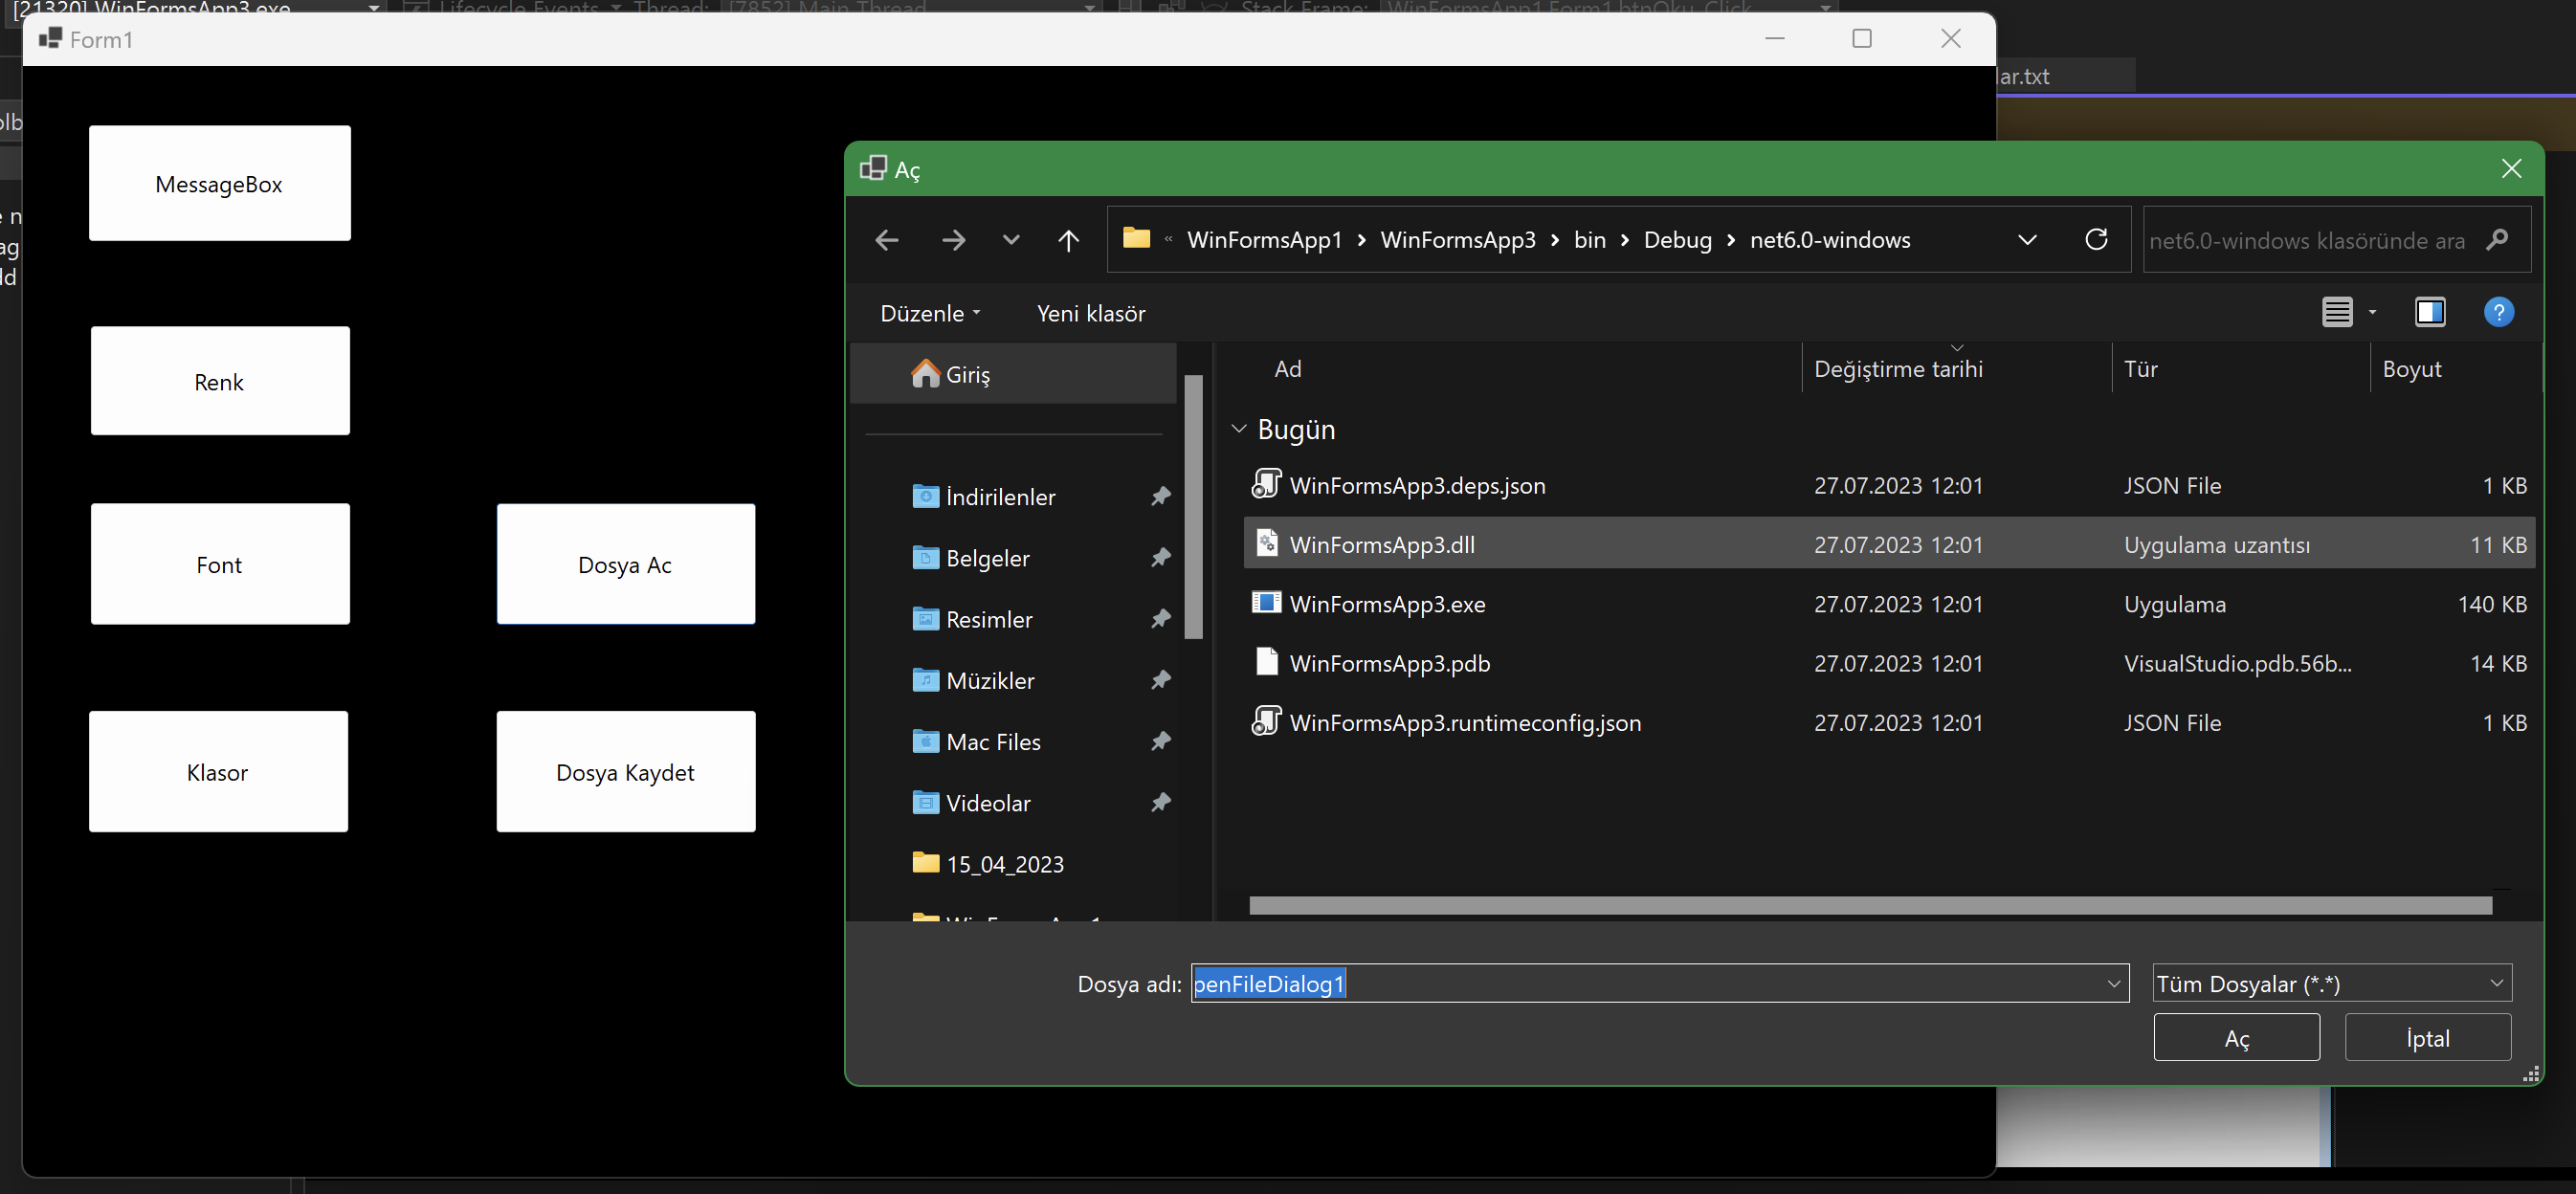 [21320] WinFormsApp3.exe Lifecycle Events Thread: [7852] Main Thread Stack Frame: WinFormsApp1.Form1.btnOku_Click
Form1
lar.txt
MessageBox
Renk
Font
Dosya Ac
Klasor
Dosya Kaydet
Aç
« WinFormsApp1 › WinFormsApp3 › bin › Debug › net6.0-windows
net6.0-windows klasöründe ara
Düzenle
Yeni klasör
Giriş
İndirilenler
Belgeler
Resimler
Müzikler
Mac Files
Videolar
15_04_2023
Ad Değiştirme tarihi Tür Boyut
Bugün
WinFormsApp3.deps.json 27.07.2023 12:01 JSON File 1 KB
WinFormsApp3.dll 27.07.2023 12:01 Uygulama uzantısı 11 KB
WinFormsApp3.exe 27.07.2023 12:01 Uygulama 140 KB
WinFormsApp3.pdb 27.07.2023 12:01 VisualStudio.pdb.56b... 14 KB
WinFormsApp3.runtimeconfig.json 27.07.2023 12:01 JSON File 1 KB
Dosya adı: penFileDialog1
Tüm Dosyalar (*.*)
Aç
İptal